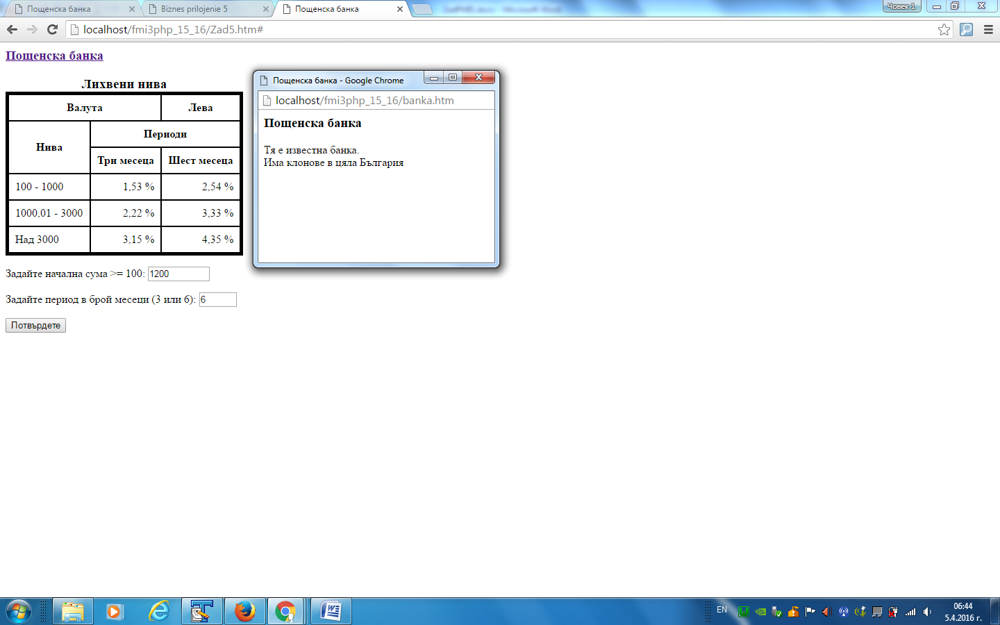 Пощенска банка
Biznes prilojenie 5
Пощенска банка
Човек 1
localhost/fmi3php_15_16/Zad5.htm#
Пощенска банка
Лихвени нива
Валута Лева
Нива Периоди
Три месеца Шест месеца
100 - 1000 1,53 % 2,54 %
1000,01 - 3000 2,22 % 3,33 %
Над 3000 3,15 % 4,35 %
Задайте начална сума >= 100: 1200
Задайте период в брой месеци (3 или 6): 6
Потвърдете
Пощенска банка - Google Chrome
localhost/fmi3php_15_16/banka.htm
Пощенска банка
Тя е известна банка.
Има клонове в цяла България
EN
06:44
5.4.2016 г.